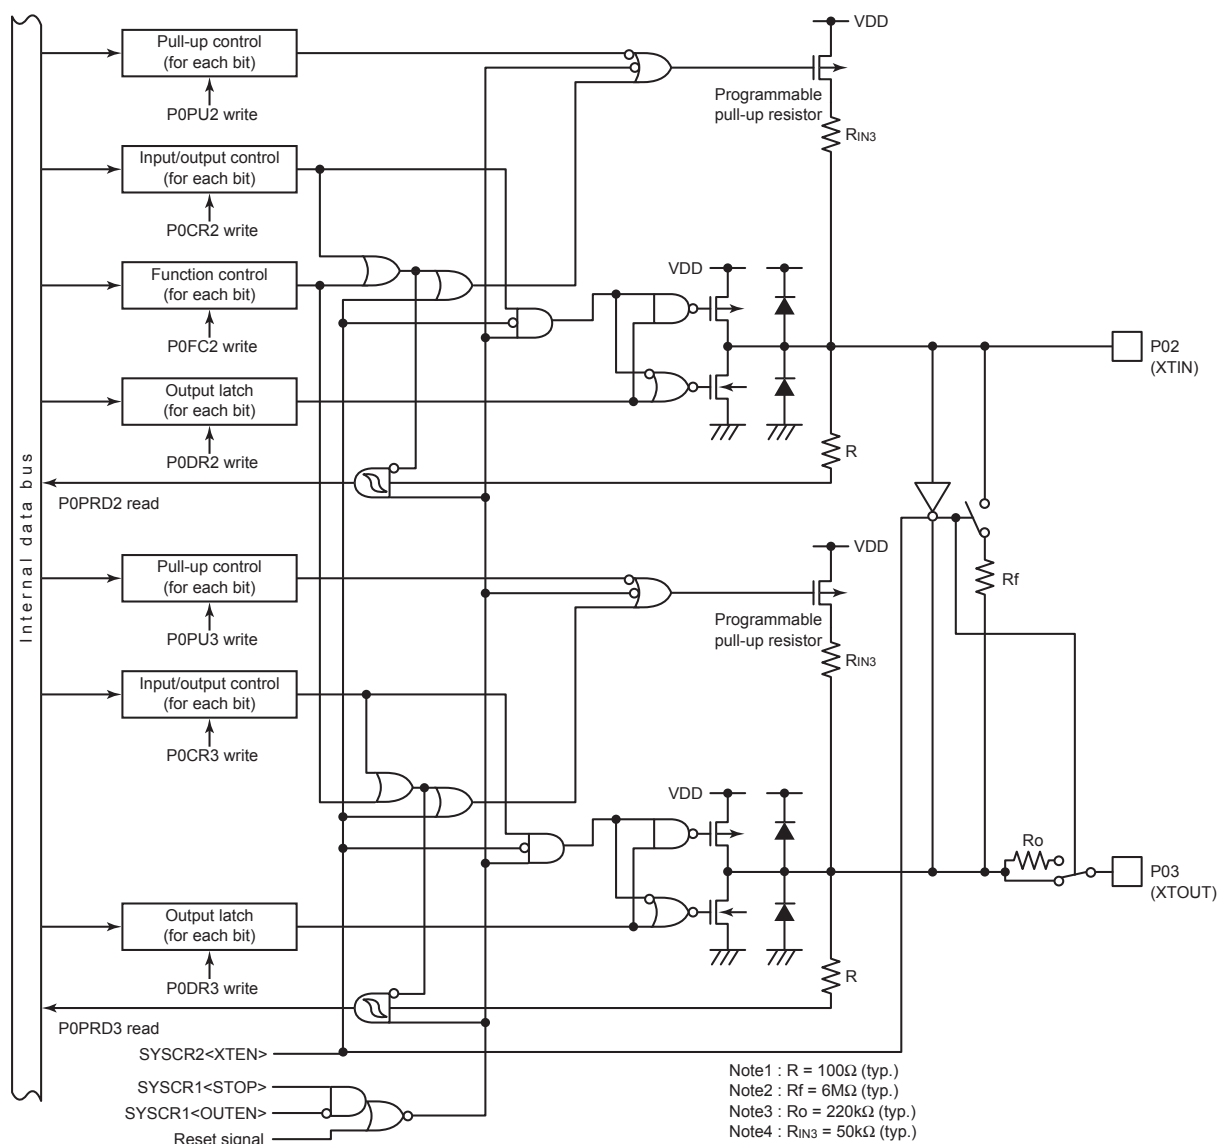 VDD
Pull-up control
(for each bit)
P0PU2 write
Programmable
pull-up resistor
RIN3
Input/output control
(for each bit)
P0CR2 write
Function control
(for each bit)
P0FC2 write
VDD
P02
(XTIN)
Output latch
(for each bit)
P0DR2 write
R
P0PRD2 read
Internal data bus
VDD
Pull-up control
(for each bit)
P0PU3 write
Rf
Programmable
pull-up resistor
RIN3
Input/output control
(for each bit)
P0CR3 write
VDD
Ro
P03
(XTOUT)
Output latch
(for each bit)
P0DR3 write
R
P0PRD3 read
SYSCR2<XTEN>
SYSCR1<STOP>
SYSCR1<OUTEN>
Reset signal
Note1 : R = 100Ω (typ.)
Note2 : Rf = 6MΩ (typ.)
Note3 : Ro = 220kΩ (typ.)
Note4 : RIN3 = 50kΩ (typ.)